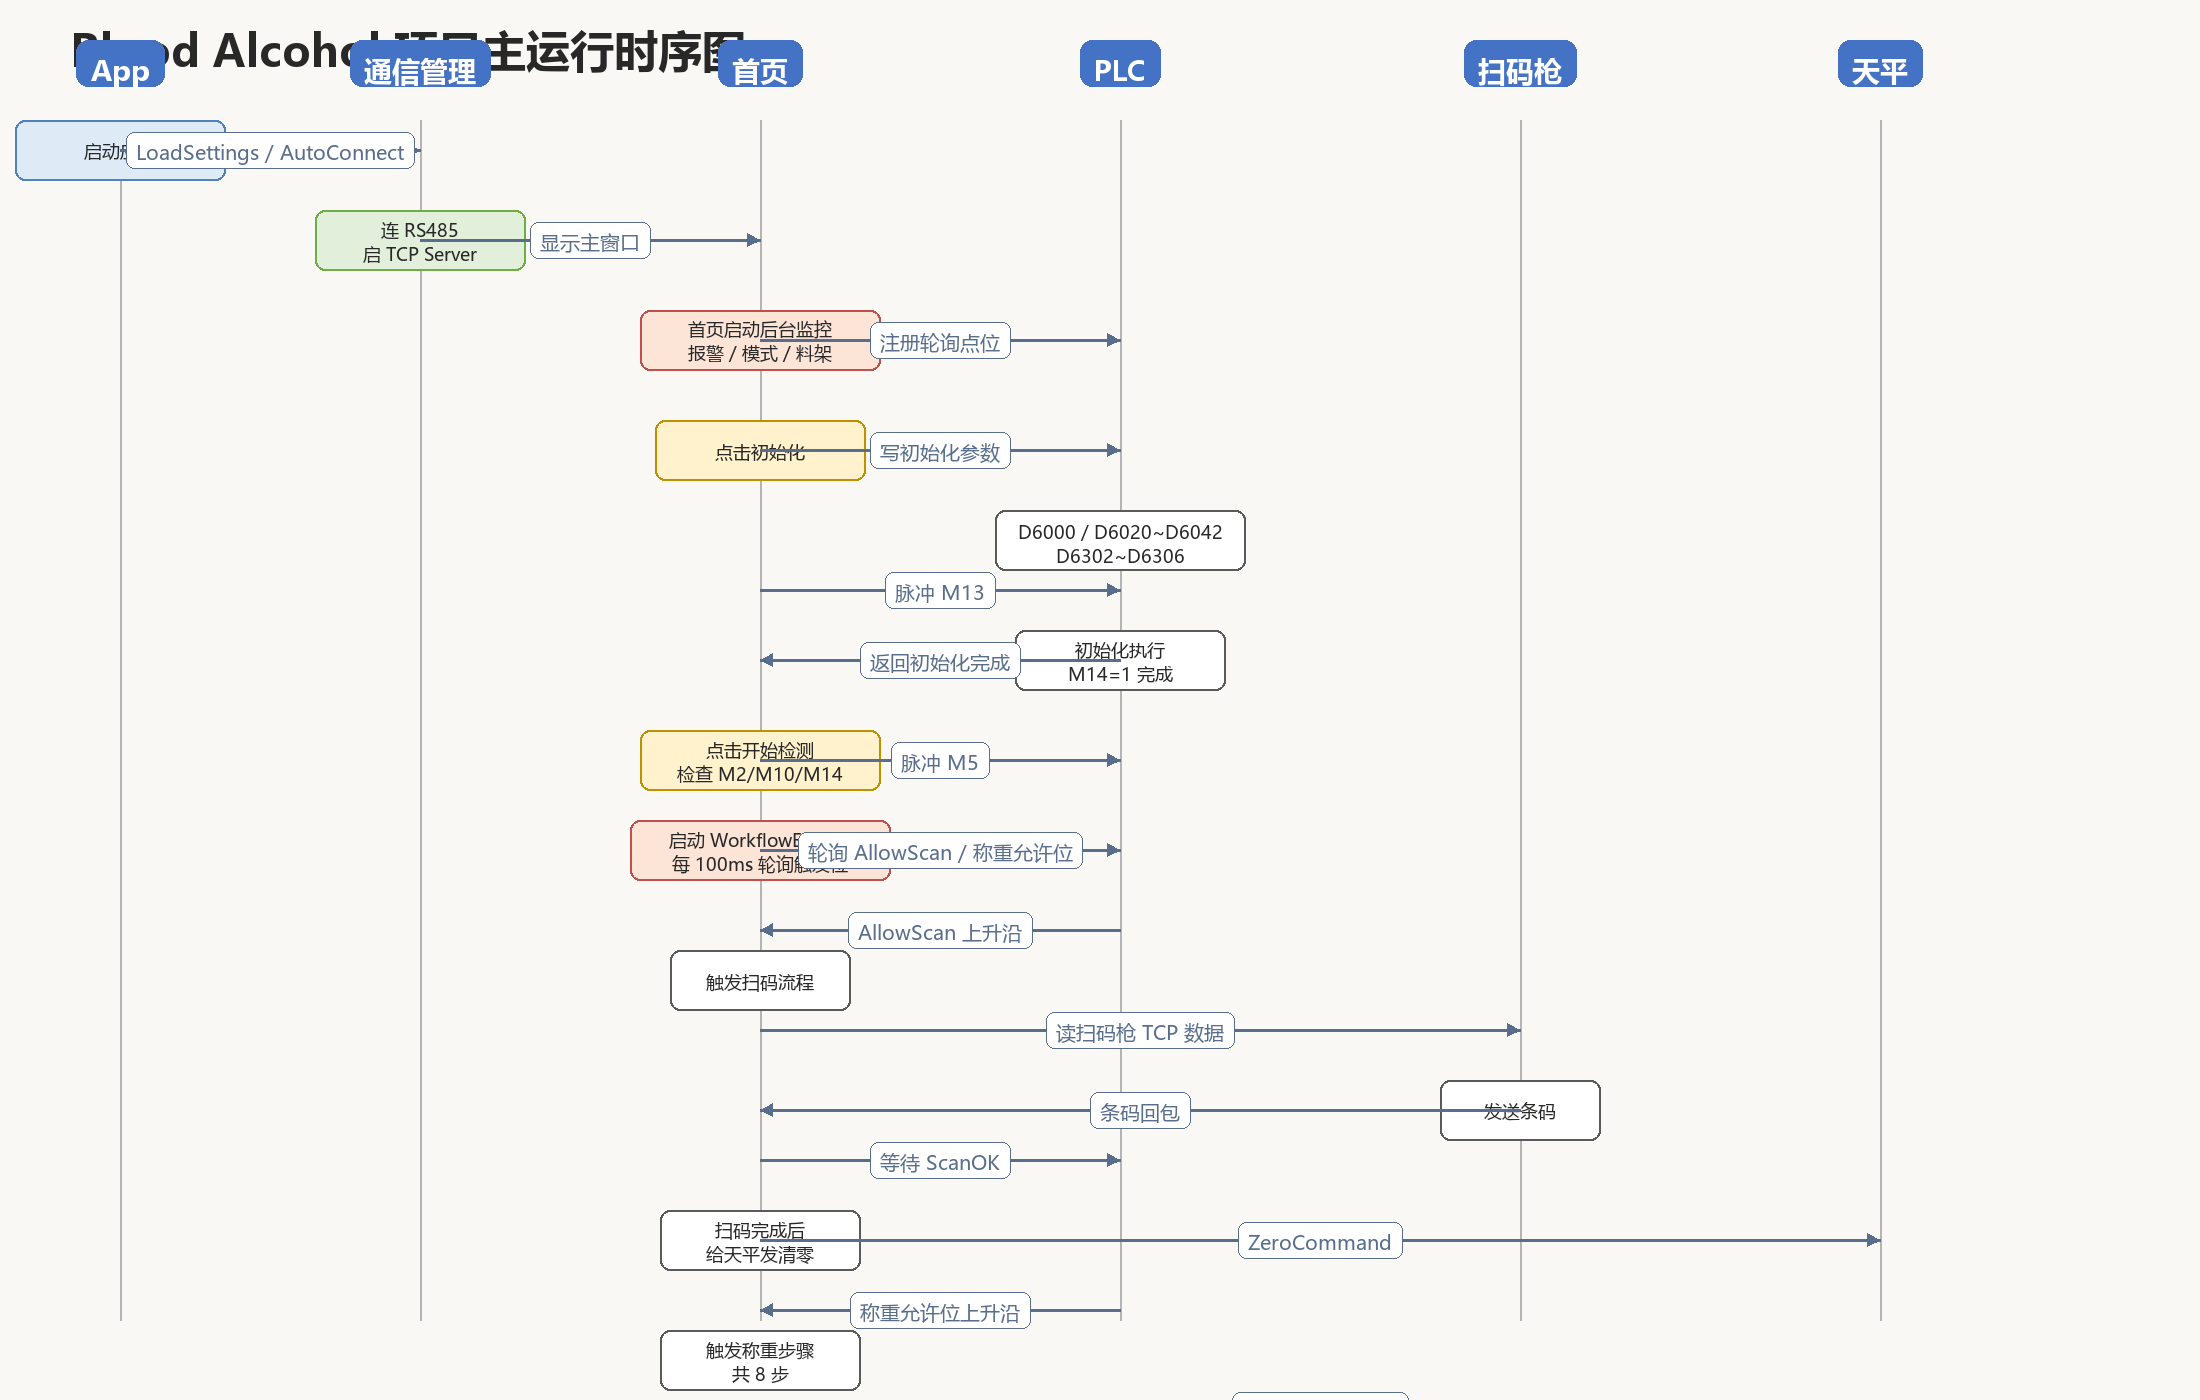 Alcohol
主运行时序图
App
通信管理
首页
PLC
扫码枪
天平
启动
LoadSettings / AutoConnect
连 RS485
启 TCP Server
显示主窗口
首页启动后台监控
报警 / 模式 / 料架
注册轮询点位
点击初始化
写初始化参数
D6000 / D6020~D6042
D6302~D6306
脉冲 M13
初始化执行
M14=1 完成
返回初始化完成
点击开始检测
检查 M2/M10/M14
脉冲 M5
启动
每 100ms 轮询
轮询 AllowScan / 称重允许位
AllowScan 上升沿
触发扫码流程
读扫码枪 TCP 数据
发送条码
条码回包
等待 ScanOK
扫码完成后
给天平发清零
ZeroCommand
称重允许位上升沿
触发称重步骤
共 8 步